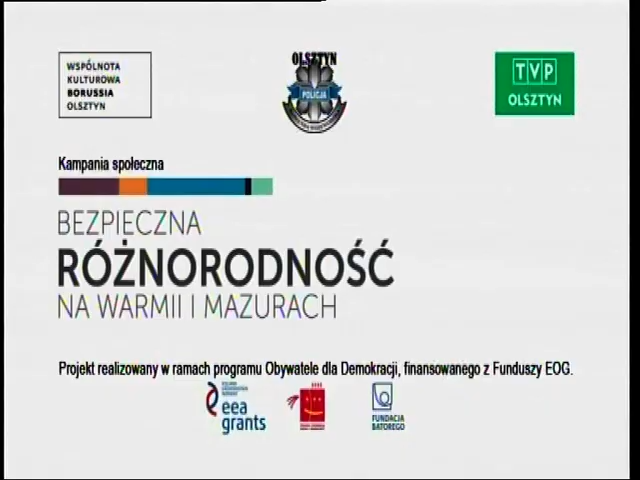 WSPÓLNOTA
KULTUROWA
BORUSSIA
OLSZTYN
OLSZTYN
POLICJA
TVP
OLSZTYN
Kampania społeczna
BEZPIECZNA
RÓŻNORODNOŚĆ
NA WARMII I MAZURACH
Projekt realizowany w ramach programu Obywatele dla Demokracji, finansowanego z Funduszy EOG.
eea
grants
FUNDACJA
BATOREGO